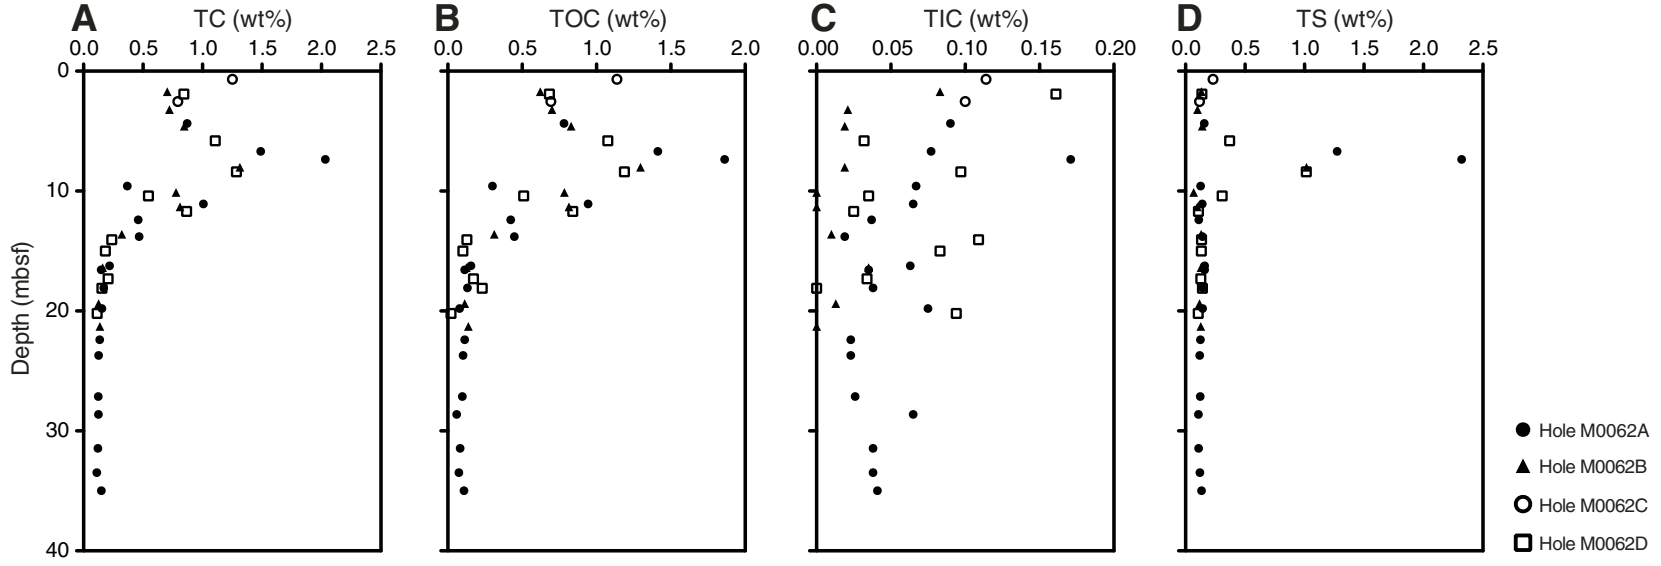 A TC (wt%) B TOC (wt%) C TIC (wt%) D TS (wt%)
0.0 0.5 1.0 1.5 2.0 2.5 0.0 0.5 1.0 1.5 2.0 0.00 0.05 0.10 0.15 0.20 0.0 0.5 1.0 1.5 2.0 2.5
0
10
20
30
40
Depth (mbsf)
Hole M0062A
Hole M0062B
Hole M0062C
Hole M0062D